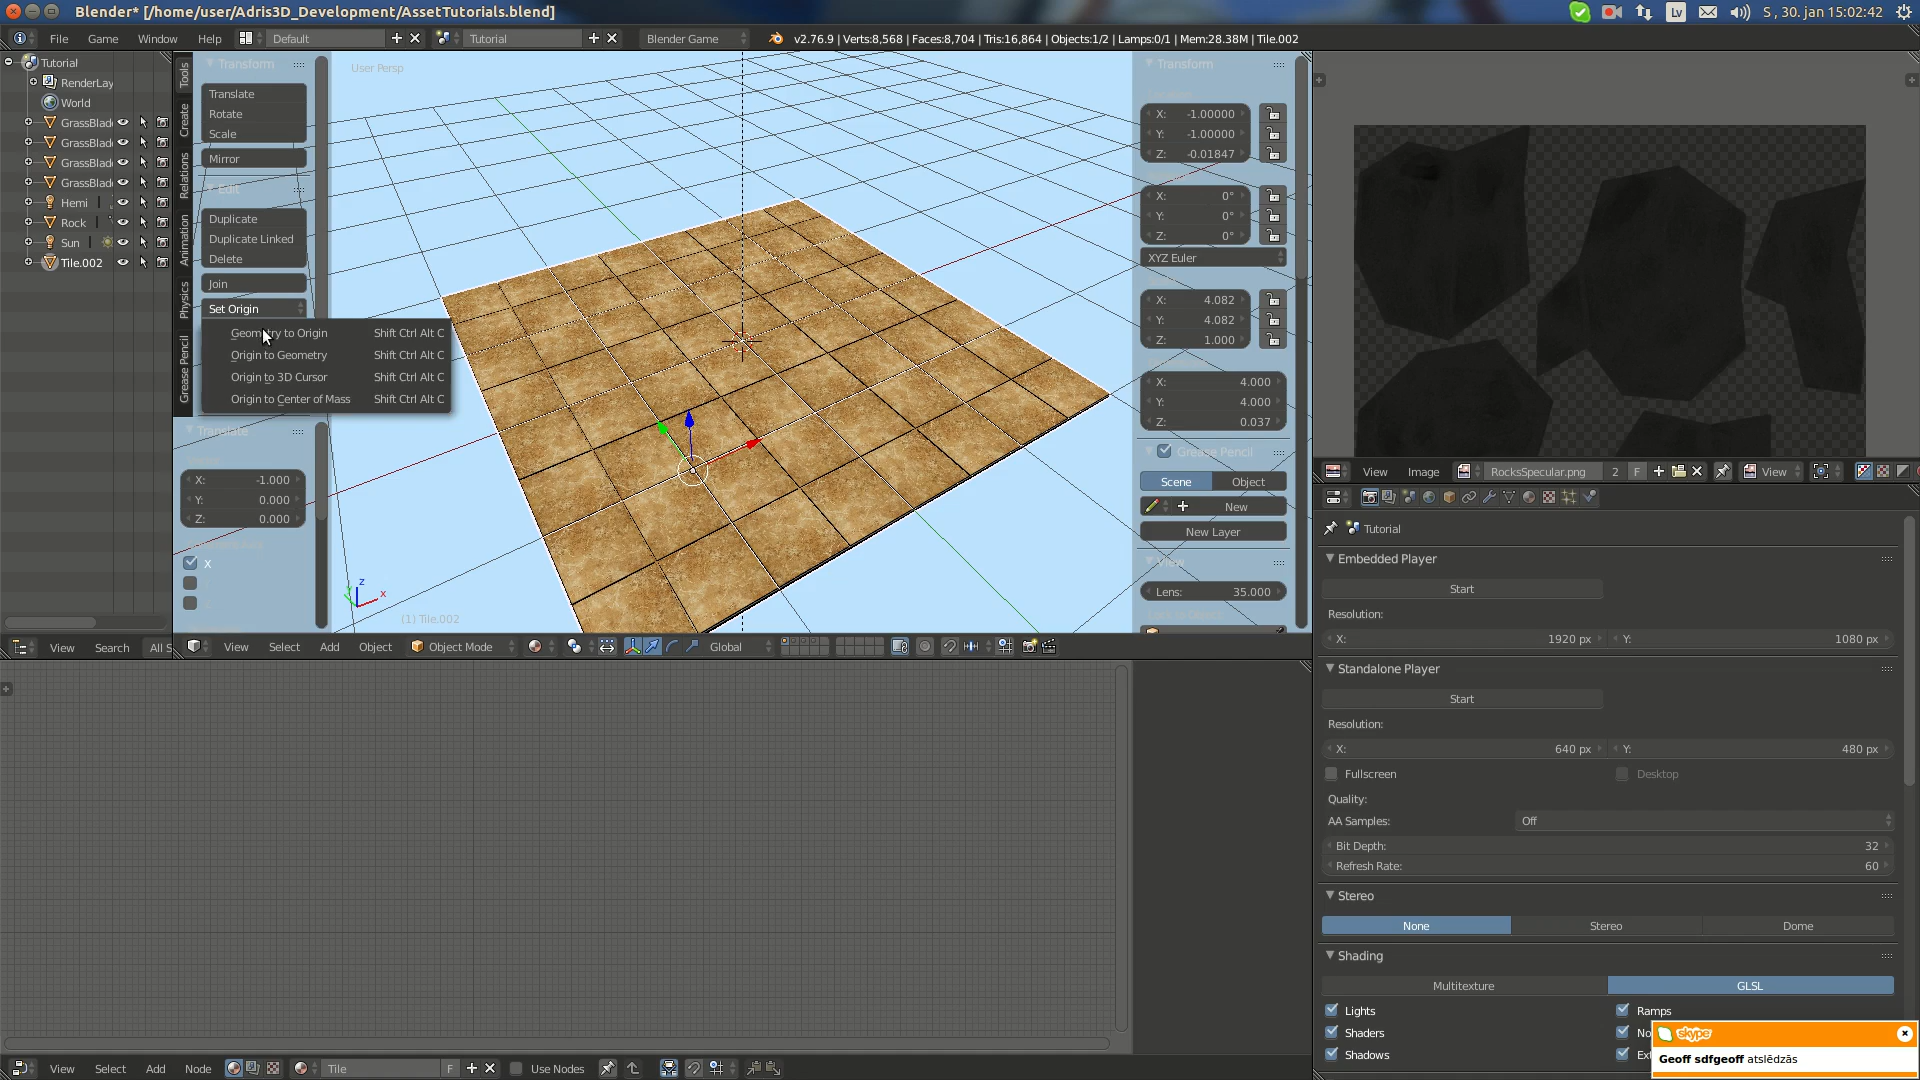 Blender* [/home/user/Adris3D_Development/AssetTutorials.blend]
Lv
S , 30. jan 15:02:42
File Game Window Help
Default
Tutorial
Blender Game
v2.76.9 | Verts:8,568 | Faces:8,704 | Tris:16,864 | Objects:1/2 | Lamps:0/1 | Mem:28.38M | Tile.002
Tutorial
RenderLay
World
GrassBlad
GrassBlad
GrassBlad
GrassBlad
Hemi
Rock
Sun
Tile.002
View Search All S
Tools
Create
Relations
Animation
Physics
Grease Pencil
Transform
Translate
Rotate
Scale
Mirror
Edit
Duplicate
Duplicate Linked
Delete
Join
Set Origin
Geometry to Origin Shift Ctrl Alt C
Origin to Geometry Shift Ctrl Alt C
Origin to 3D Cursor Shift Ctrl Alt C
Origin to Center of Mass Shift Ctrl Alt C
Translate
X: -1.000
Y: 0.000
Z: 0.000
X
User Persp
z
x
(1) Tile.002
View Select Add Object Object Mode Global
Transform
X: -1.00000
Y: -1.00000
Z: -0.01847
X: 0°
Y: 0°
Z: 0°
XYZ Euler
X: 4.082
Y: 4.082
Z: 1.000
X: 4.000
Y: 4.000
Z: 0.037
Grease Pencil
Scene Object
New
New Layer
View
Lens: 35.000
View Image RocksSpecular.png 2 F View
Tutorial
Embedded Player
Start
Resolution:
X: 1920 px Y: 1080 px
Standalone Player
Start
Resolution:
X: 640 px Y: 480 px
Fullscreen Desktop
Quality:
AA Samples: Off
Bit Depth: 32
Refresh Rate: 60
Stereo
None Stereo Dome
Shading
Multitexture GLSL
Lights Ramps
Shaders No
Shadows Ex
skype
Geoff sdfgeoff atslēdzās
View Select Add Node Tile F Use Nodes